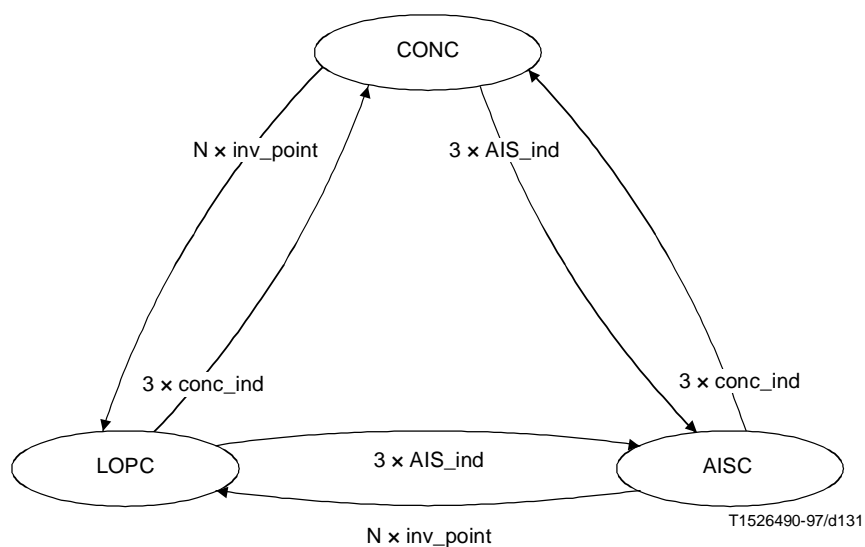 CONC
N × inv_point
3 × AIS_ind
3 × conc_ind
3 × conc_ind
LOPC
3 × AIS_ind
AISC
T1526490-97/d131
N × inv_point